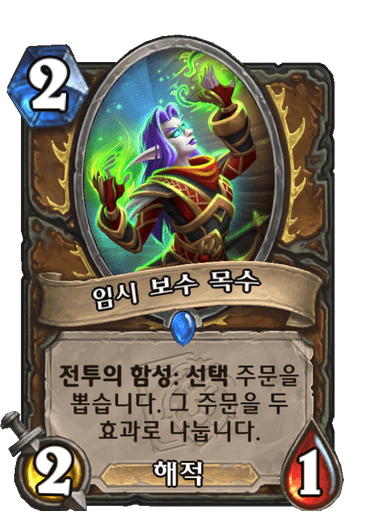 2
임시 보수 목수
전투의 함성: 선택 주문을
뽑습니다. 그 주문을 두
효과로 나눕니다.
2 해적 1